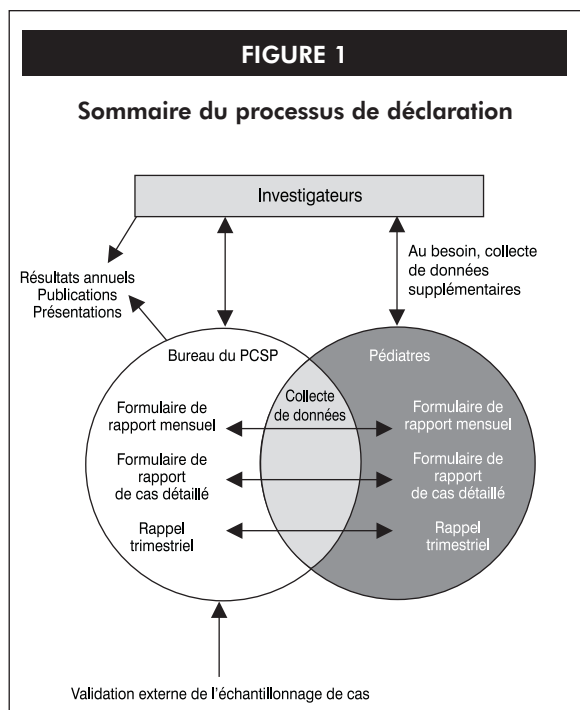 FIGURE 1
Sommaire du processus de déclaration
Investigateurs
Au besoin, collecte
de données
supplémentaires
Résultats annuels
Publications
Présentations
Bureau du PCSP
Pédiatres
Collecte
de données
Formulaire de
rapport mensuel
Formulaire de
rapport mensuel
Formulaire de
rapport
de cas détaillé
Formulaire de
rapport
de cas détaillé
Rappel
trimestriel
Rappel
trimestriel
Validation externe de l'échantillonnage de cas